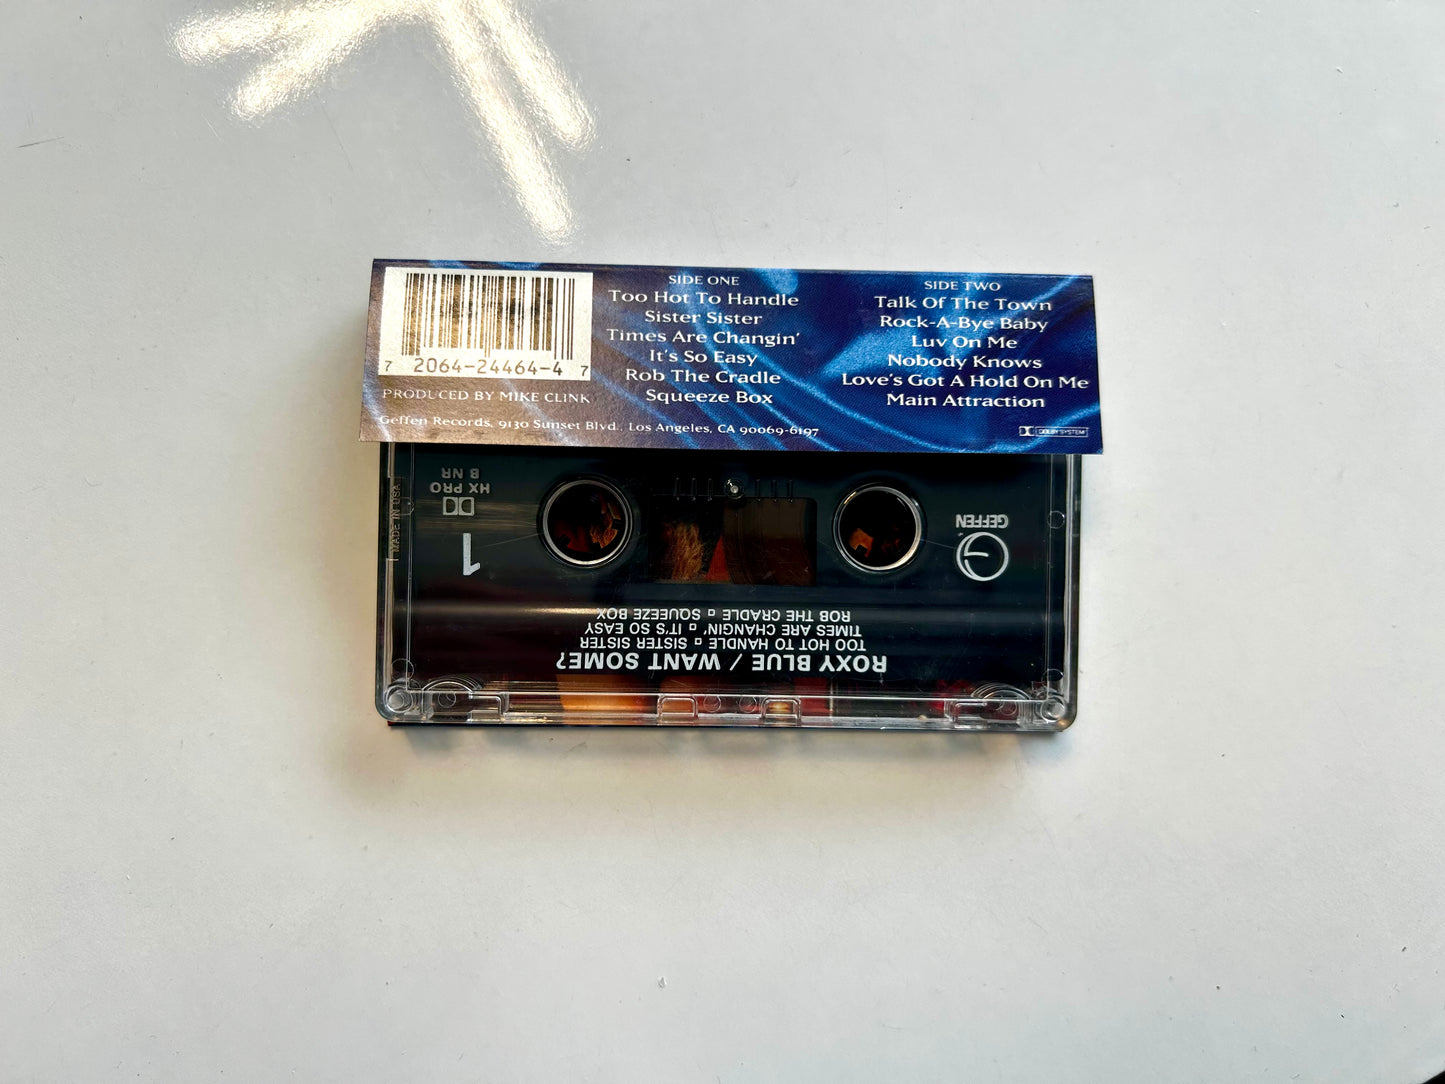 7 2064-24464-4 7
PRODUCED BY MIKE CLINK
SIDE ONE
Too Hot To Handle
Sister Sister
Times Are Changin'
It's So Easy
Rob The Cradle
Squeeze Box
SIDE TWO
Talk Of The Town
Rock-A-Bye Baby
Luv On Me
Nobody Knows
Love's Got A Hold On Me
Main Attraction
Geffen Records, 9130 Sunset Blvd., Los Angeles, CA 90069-6197
DOLBY SYSTEM
ROXY BLUE / WANT SOME?
TOO HOT TO HANDLE □ SISTER SISTER
TIMES ARE CHANGIN' □ IT'S SO EASY
ROB THE CRADLE □ SQUEEZE BOX
GEFFEN
1
HX PRO
B NR
MADE IN USA